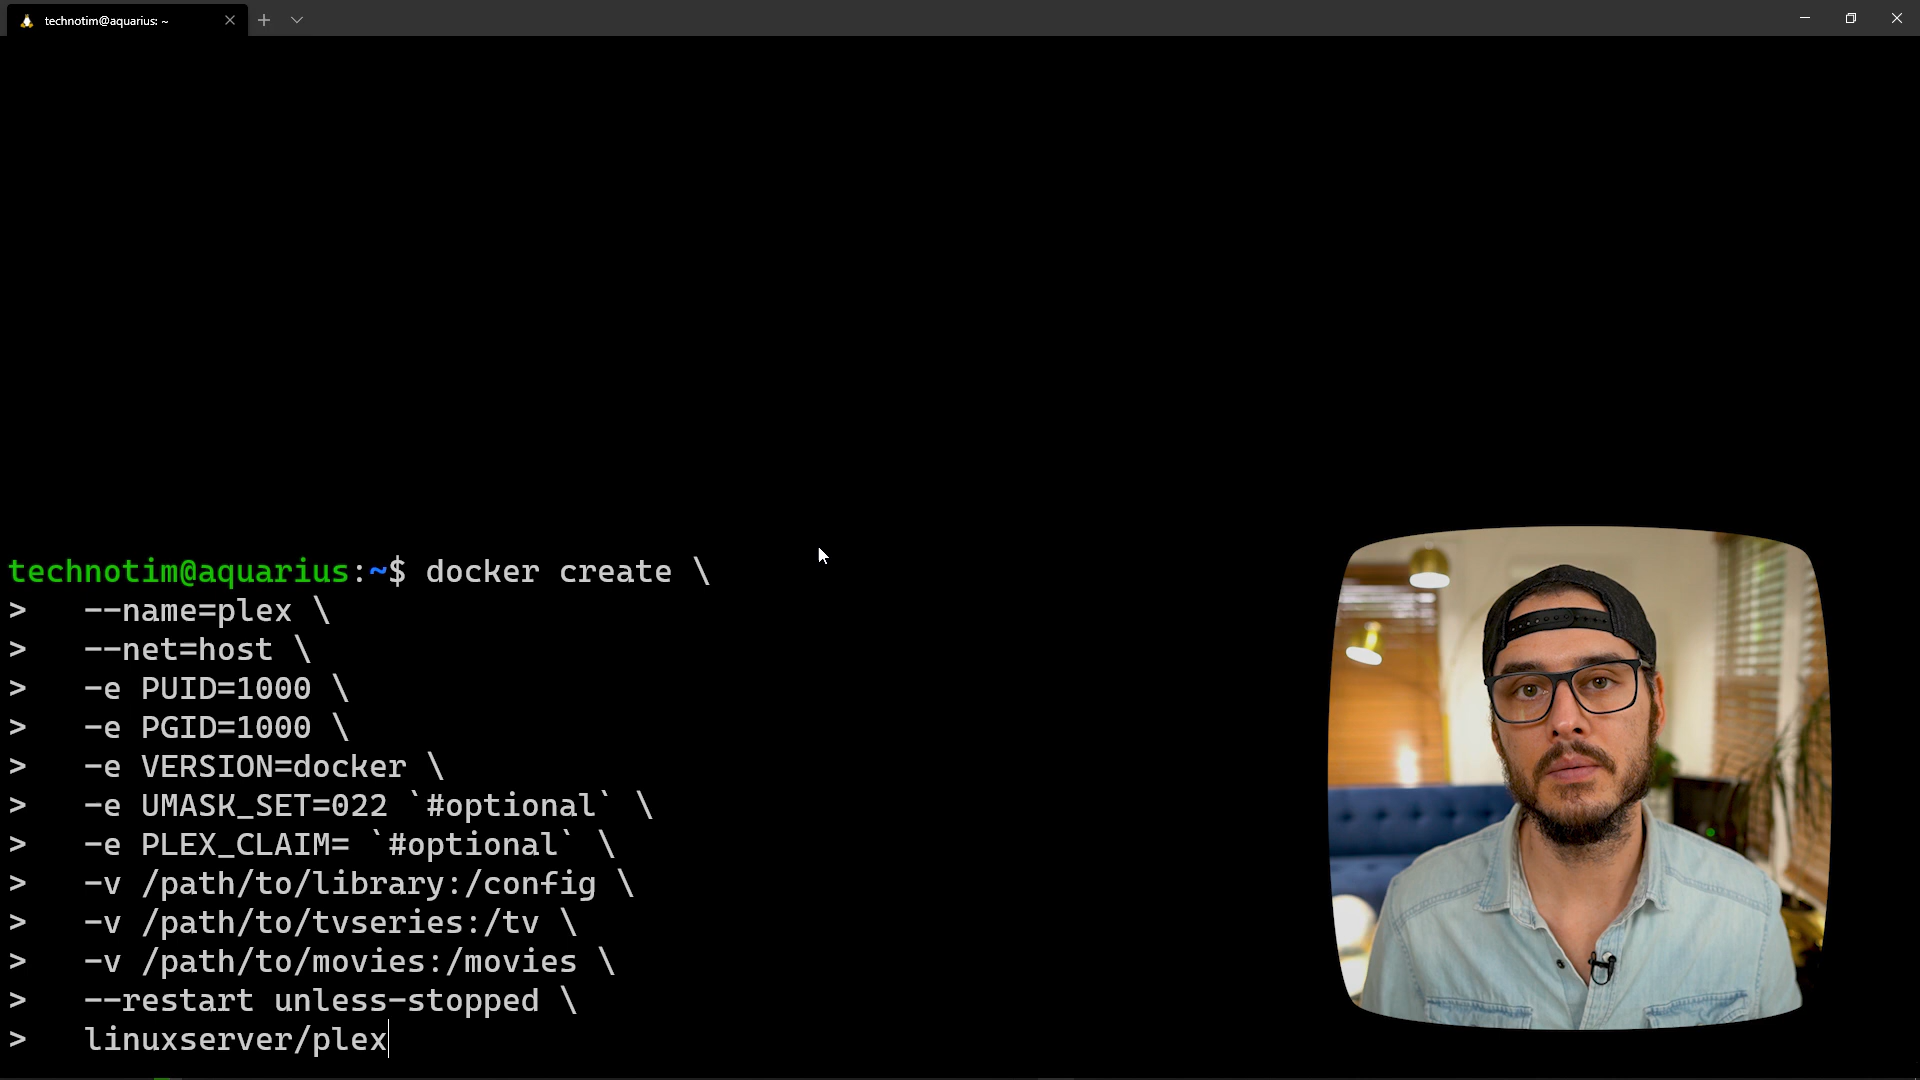 technotim@aquarius: ~
technotim@aquarius:~$ docker create \
>   --name=plex \
>   --net=host \
>   -e PUID=1000 \
>   -e PGID=1000 \
>   -e VERSION=docker \
>   -e UMASK_SET=022 `#optional` \
>   -e PLEX_CLAIM= `#optional` \
>   -v /path/to/library:/config \
>   -v /path/to/tvseries:/tv \
>   -v /path/to/movies:/movies \
>   --restart unless-stopped \
>   linuxserver/plex